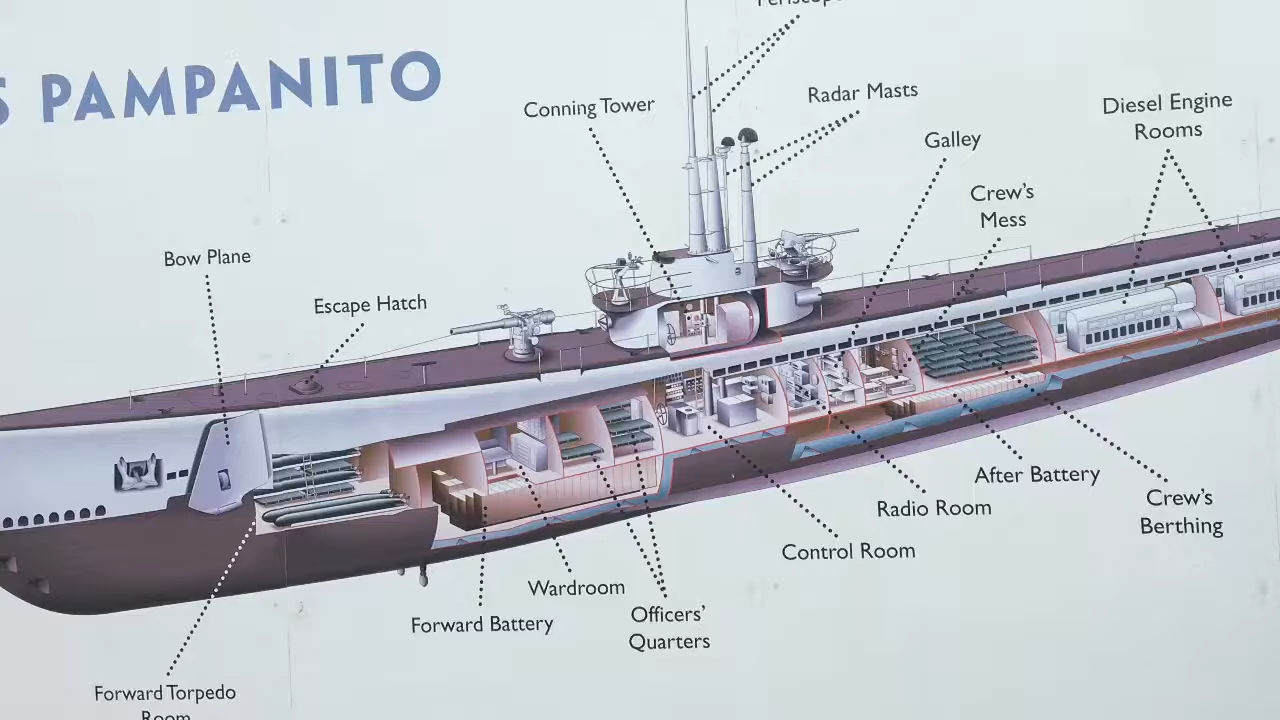 PAMPANITO
Conning Tower
Radar Masts
Galley
Diesel Engine
Rooms
Crew's
Mess
Bow Plane
Escape Hatch
After Battery
Radio Room
Crew's
Berthing
Control Room
Wardroom
Officers'
Quarters
Forward Battery
Forward Torpedo
Room